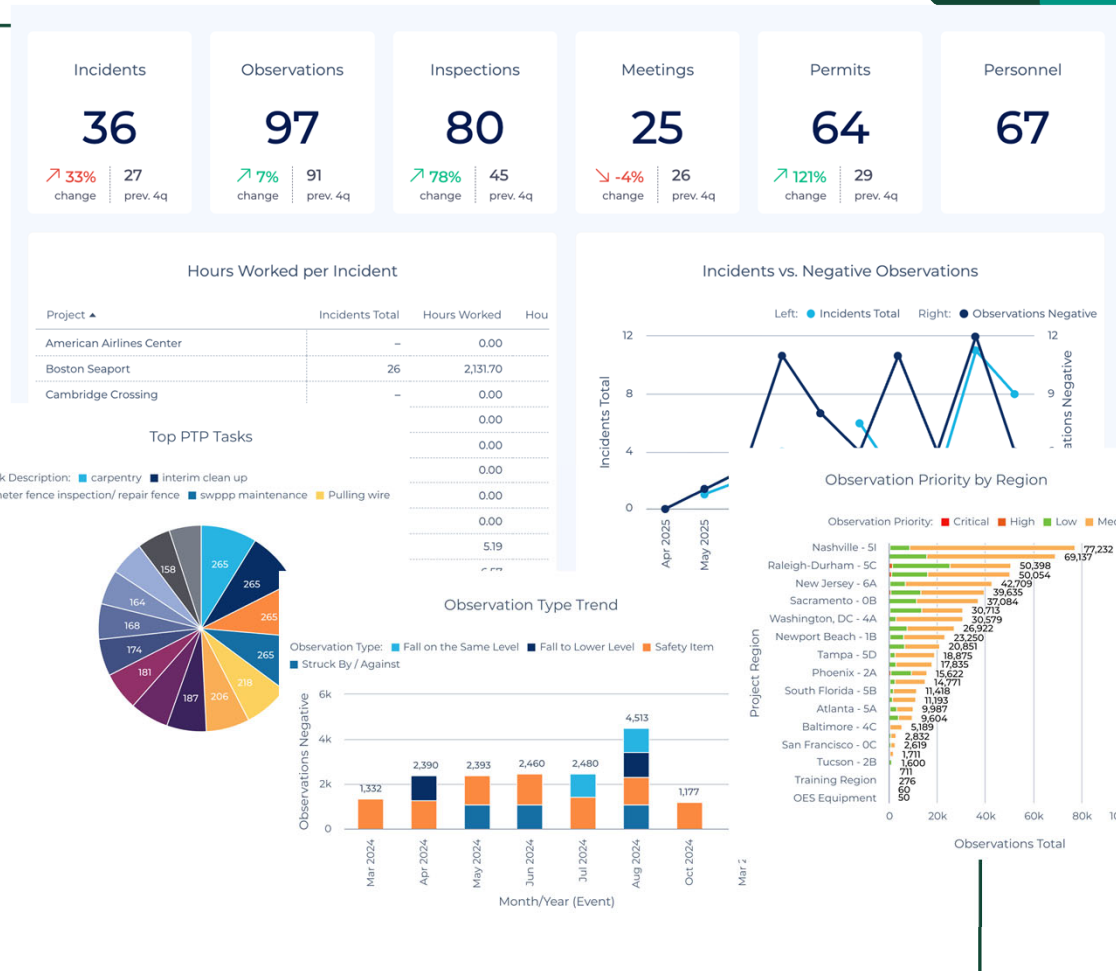 Incidents
36
33% change
27 prev. 4q
Observations
97
7% change
91 prev. 4q
Inspections
80
78% change
45 prev. 4q
Meetings
25
-4% change
26 prev. 4q
Permits
64
121% change
29 prev. 4q
Personnel
67
Hours Worked per Incident
Project Incidents Total Hours Worked Hou
American Airlines Center – 0.00
Boston Seaport 26 2,131.70
Cambridge Crossing – 0.00
0.00
0.00
0.00
0.00
0.00
5.19
Incidents vs. Negative Observations
Left: Incidents Total Right: Observations Negative
12
8
4
0
Incidents Total
12
9
ations Negative
Apr 2025
May 2025
Top PTP Tasks
k Description: carpentry interim clean up
eter fence inspection/ repair fence swppp maintenance Pulling wire
265
265
265
265
219
206
187
181
174
168
164
158
Observation Type Trend
Observation Type: Fall on the Same Level Fall to Lower Level Safety Item
Struck By / Against
Observations Negative
6k
4k
2k
0
1,332
2,390
2,393
2,460
2,480
4,513
1,177
Mar 2024
Apr 2024
May 2024
Jun 2024
Jul 2024
Aug 2024
Oct 2024
Month/Year (Event)
Observation Priority by Region
Observation Priority: Critical High Low Med
Project Region
Nashville - 5I 77,232
69,137
Raleigh-Durham - 5C 50,398
50,054
New Jersey - 6A 42,709
39,635
Sacramento - 0B 37,084
30,713
Washington, DC - 4A 30,579
26,922
Newport Beach - 1B 23,250
20,851
Tampa - 5D 18,875
17,835
Phoenix - 2A 15,622
14,771
South Florida - 5B 11,418
11,193
Atlanta - 5A 9,987
9,604
Baltimore - 4C 5,189
2,832
San Francisco - 0C 2,619
1,711
Tucson - 2B 1,600
711
Training Region 276
60
OES Equipment 50
0 20k 40k 60k 80k
Observations Total